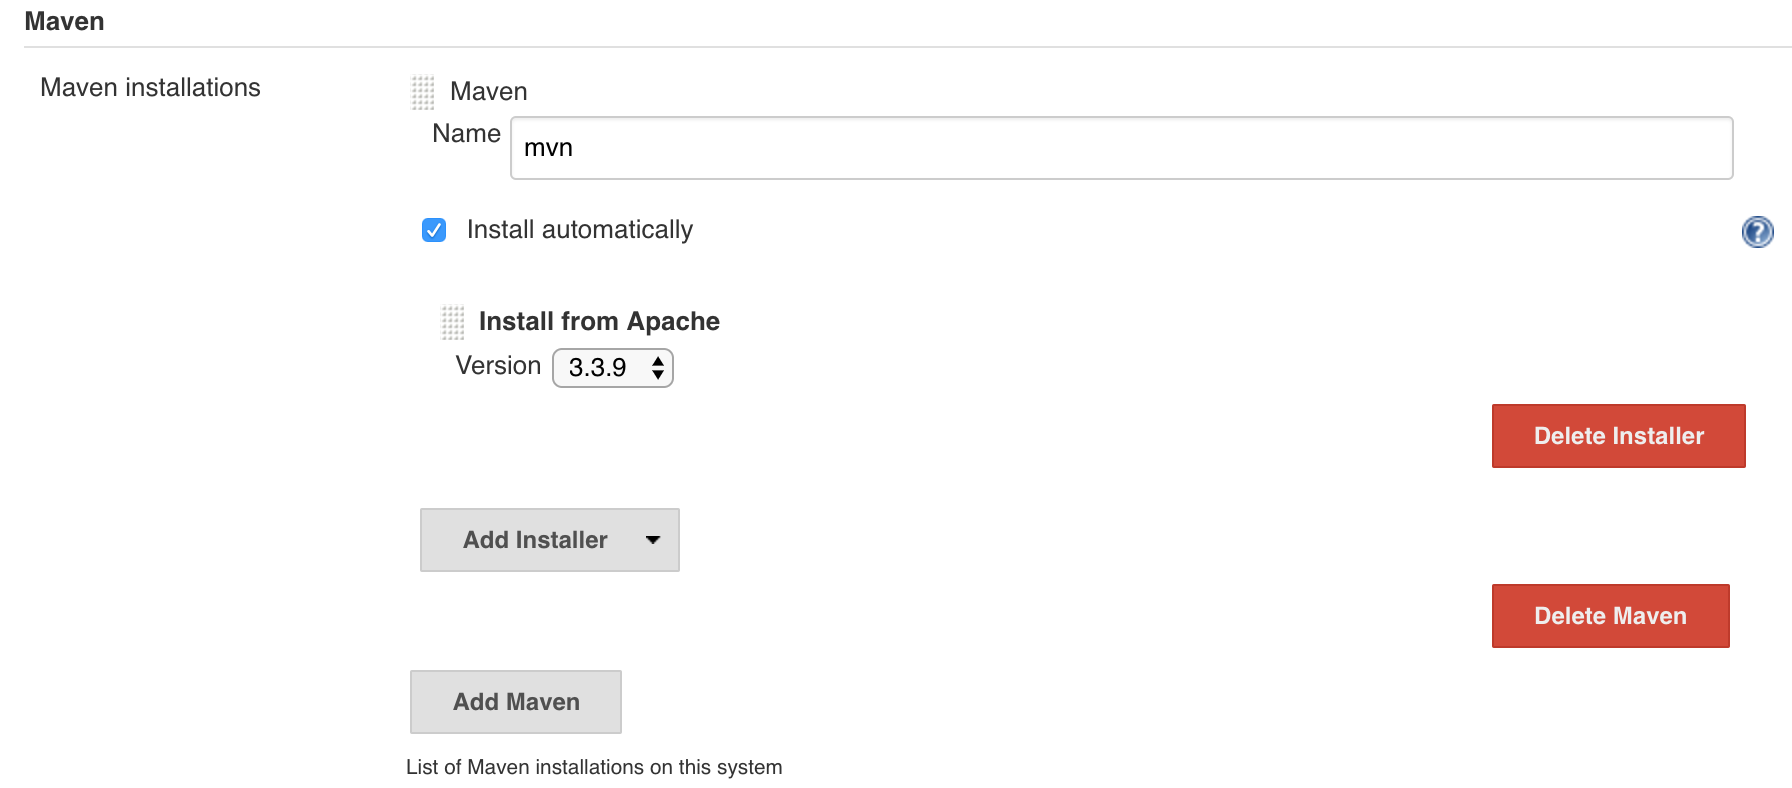 Maven
Maven installations
Maven
Name
mvn
Install automatically
?
Install from Apache
Version
3.3.9
Delete Installer
Add Installer
Delete Maven
Add Maven
List of Maven installations on this system